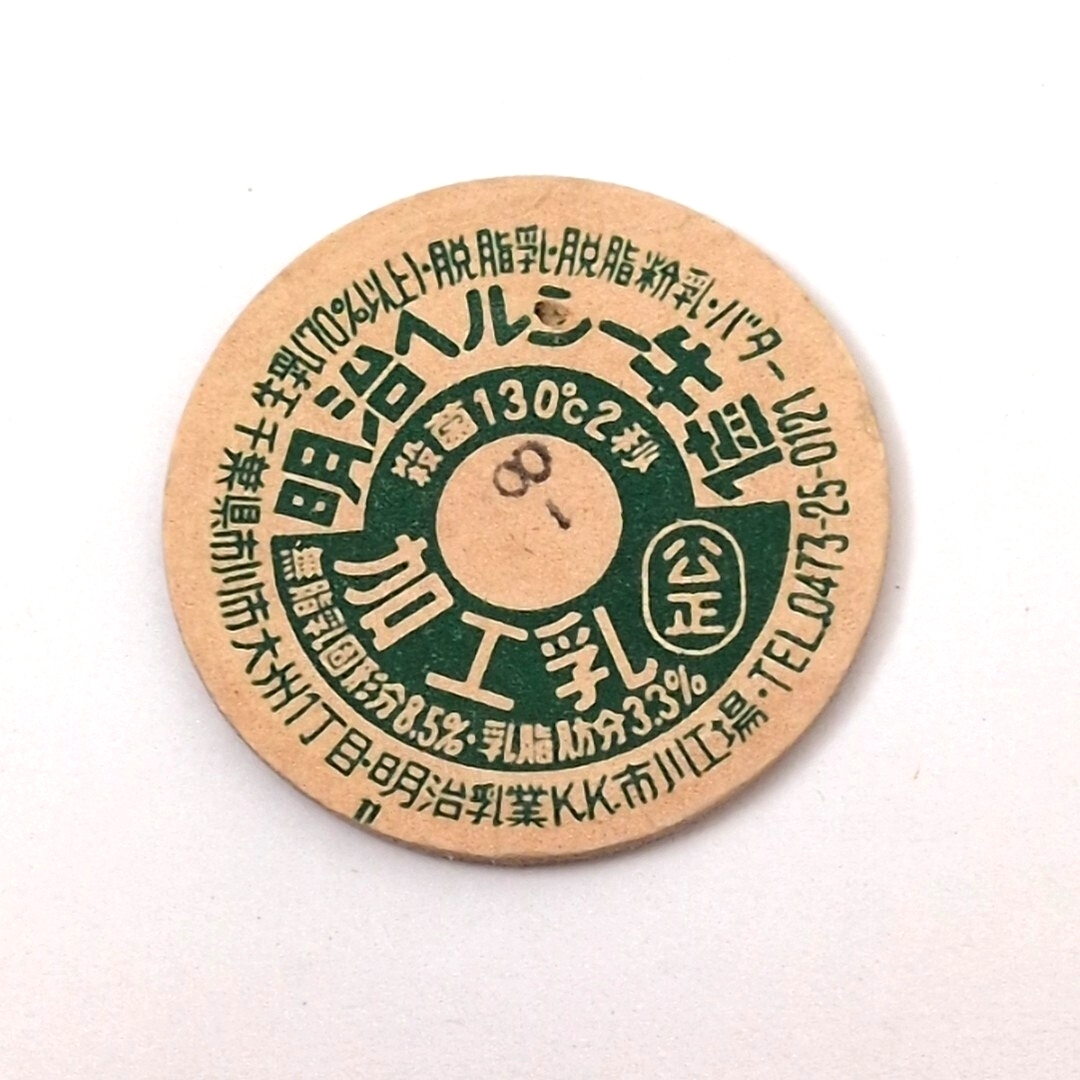 生乳(70%以上)・脱脂乳・脱脂粉乳・バター
明治ヘルシー牛乳
殺菌130℃2秒
8
1
加工乳
公正
無脂乳固形分8.5%・乳脂肪分3.3%
千葉県市川市大洲1丁目・明治乳業K.K.市川工場・TEL.0473-25-0121